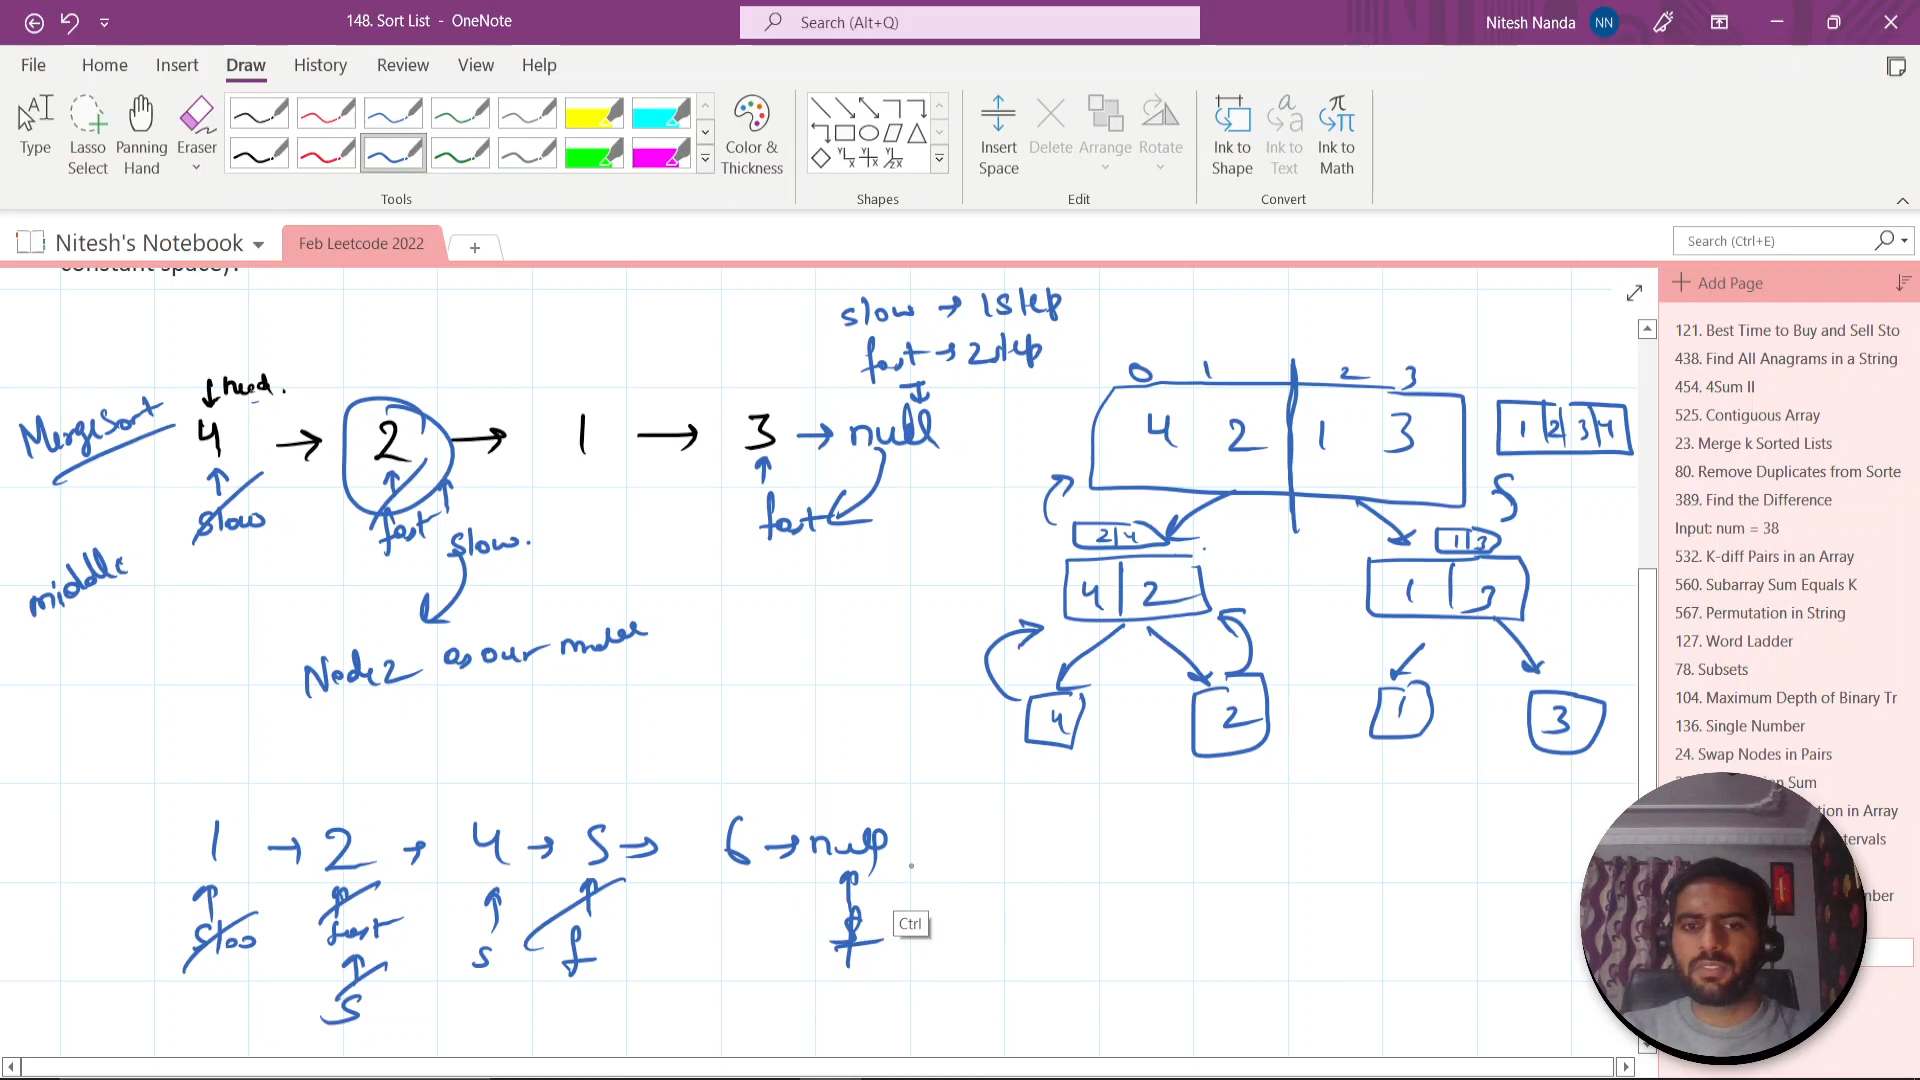 148. Sort List - OneNote
Search (Alt+Q)
Nitesh Nanda
NN
File Home Insert Draw History Review View Help
Type
Lasso Select
Panning Hand
Eraser
Color & Thickness
Insert Space
Delete
Arrange
Rotate
Ink to Shape
Ink to Text
Ink to Math
Tools
Shapes
Edit
Convert
Nitesh's Notebook
Feb Leetcode 2022
+
Search (Ctrl+E)
constant space)?
slow → 1step
fast → 2step
MergeSort
4 → 2 → 1 → 3 → null
slow
fast
slow.
fast
middle
Node 2 as our
0 1 2 3
4 2 1 3
1 2 3 4
2|4
1|3
4|2
1|3
4
2
1
3
1 → 2 → 4 → 5 → 6 → null
slow
fast
s
f
f
s
Ctrl
Add Page
121. Best Time to Buy and Sell Sto
438. Find All Anagrams in a String
454. 4Sum II
525. Contiguous Array
23. Merge k Sorted Lists
80. Remove Duplicates from Sorte
389. Find the Difference
Input: num = 38
532. K-diff Pairs in an Array
560. Subarray Sum Equals K
567. Permutation in String
127. Word Ladder
78. Subsets
104. Maximum Depth of Binary Tr
136. Single Number
24. Swap Nodes in Pairs
Sum
in Array